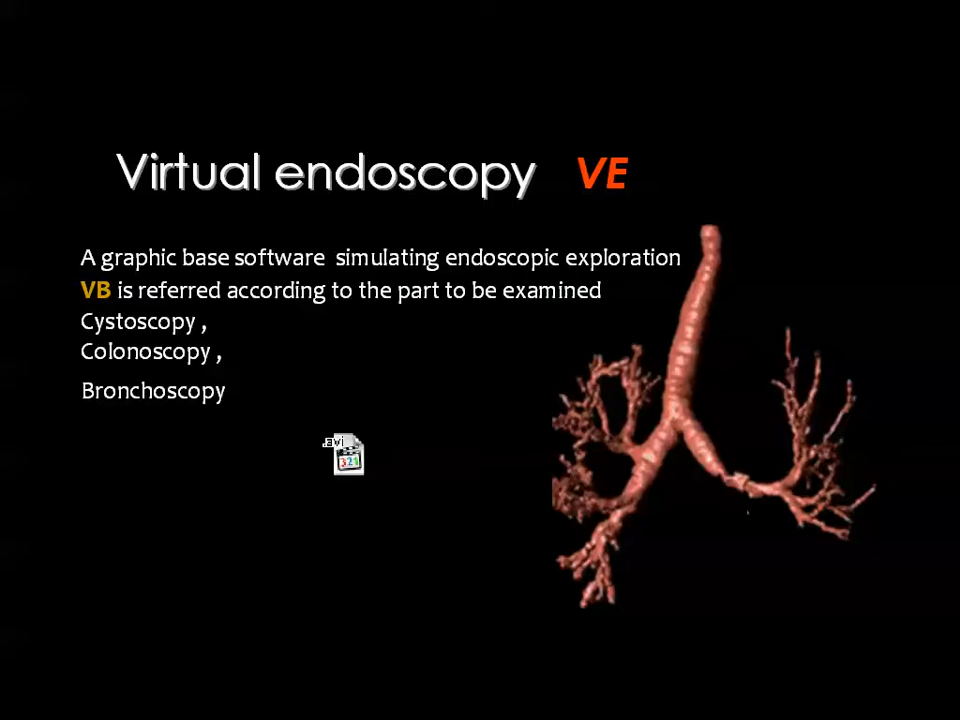 Virtual endoscopy VE
A graphic base software simulating endoscopic exploration
VB is referred according to the part to be examined
Cystoscopy ,
Colonoscopy ,
Bronchoscopy
.avi
321